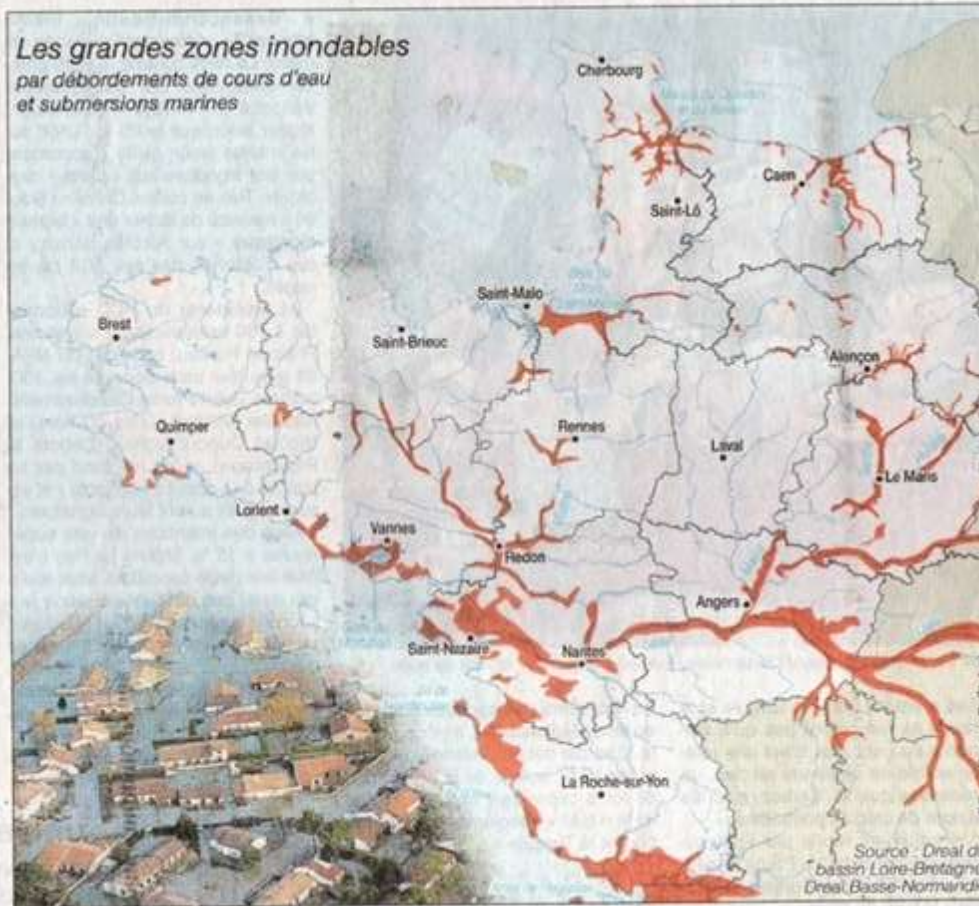 Les grandes zones inondables
par débordements de cours d'eau
et submersions marines
Cherbourg
Caen
Saint-Lô
Saint-Malo
Brest
Saint-Brieuc
Alençon
Quimper
Rennes
Laval
Le Mans
Lorient
Vannes
Redon
Angers
Saint-Nazaire
Nantes
La Roche-sur-Yon
Source : Dreal d
bassin Loire-Bretagne
Dreal Basse-Normandi